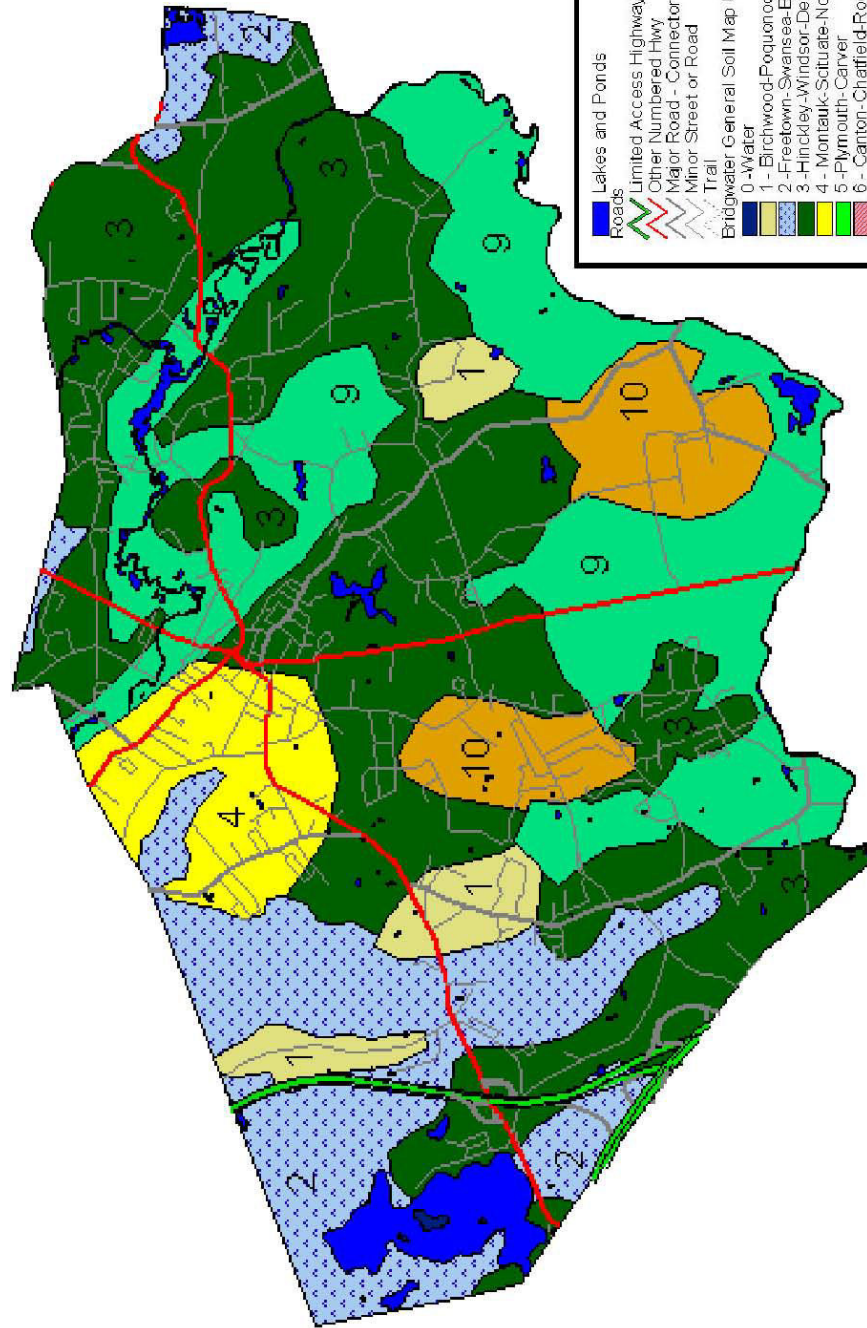 2
3
3
9
9
3
1
10
9
4
10
3
1
3
1
2
2
Lakes and Ponds
Roads
Limited Access Highway
Other Numbered Hwy
Major Road - Connector
Minor Street or Road
Trail
Bridgwater General Soil Map
0 -Water
1 - Birchwood-Poquonoc
2 -Freetown-Swansea-
3 -Hinckley-Windsor-De
4 -Montauk-Scituate-No
5 -Plymouth-Carver
6 - Canton-Chatfield-Ro